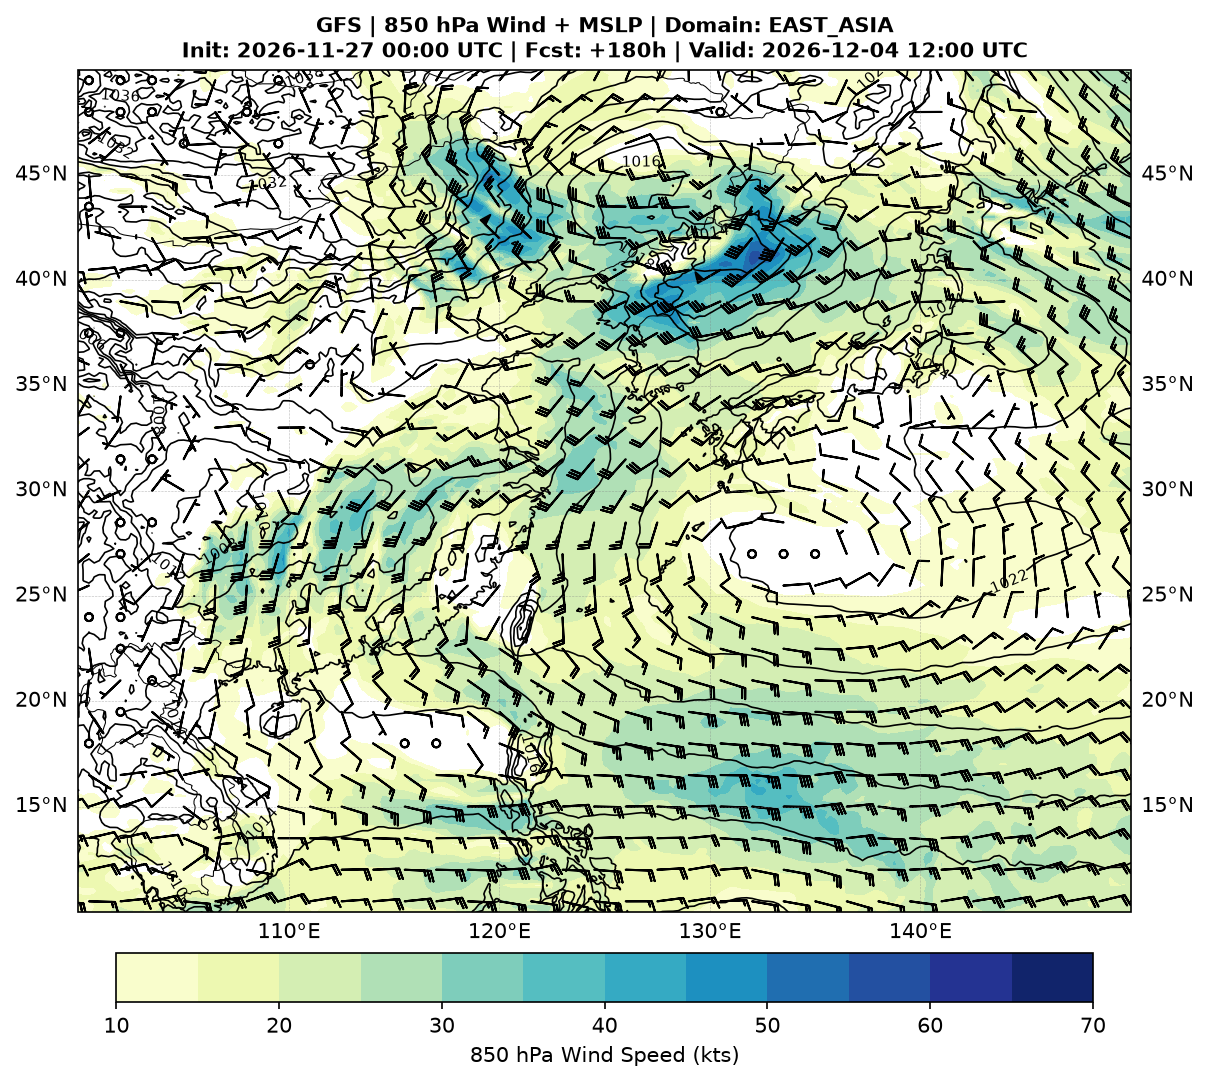 GFS | 850 hPa Wind + MSLP | Domain: EAST_ASIA
Init: 2026-11-27 00:00 UTC | Fcst: +180h | Valid: 2026-12-04 12:00 UTC
1036
1032
1016
45°N 45°N
40°N 40°N
35°N 35°N
30°N 30°N
1022
25°N 25°N
20°N 20°N
15°N 15°N
1014
110°E 120°E 130°E 140°E
10 20 30 40 50 60 70
850 hPa Wind Speed (kts)